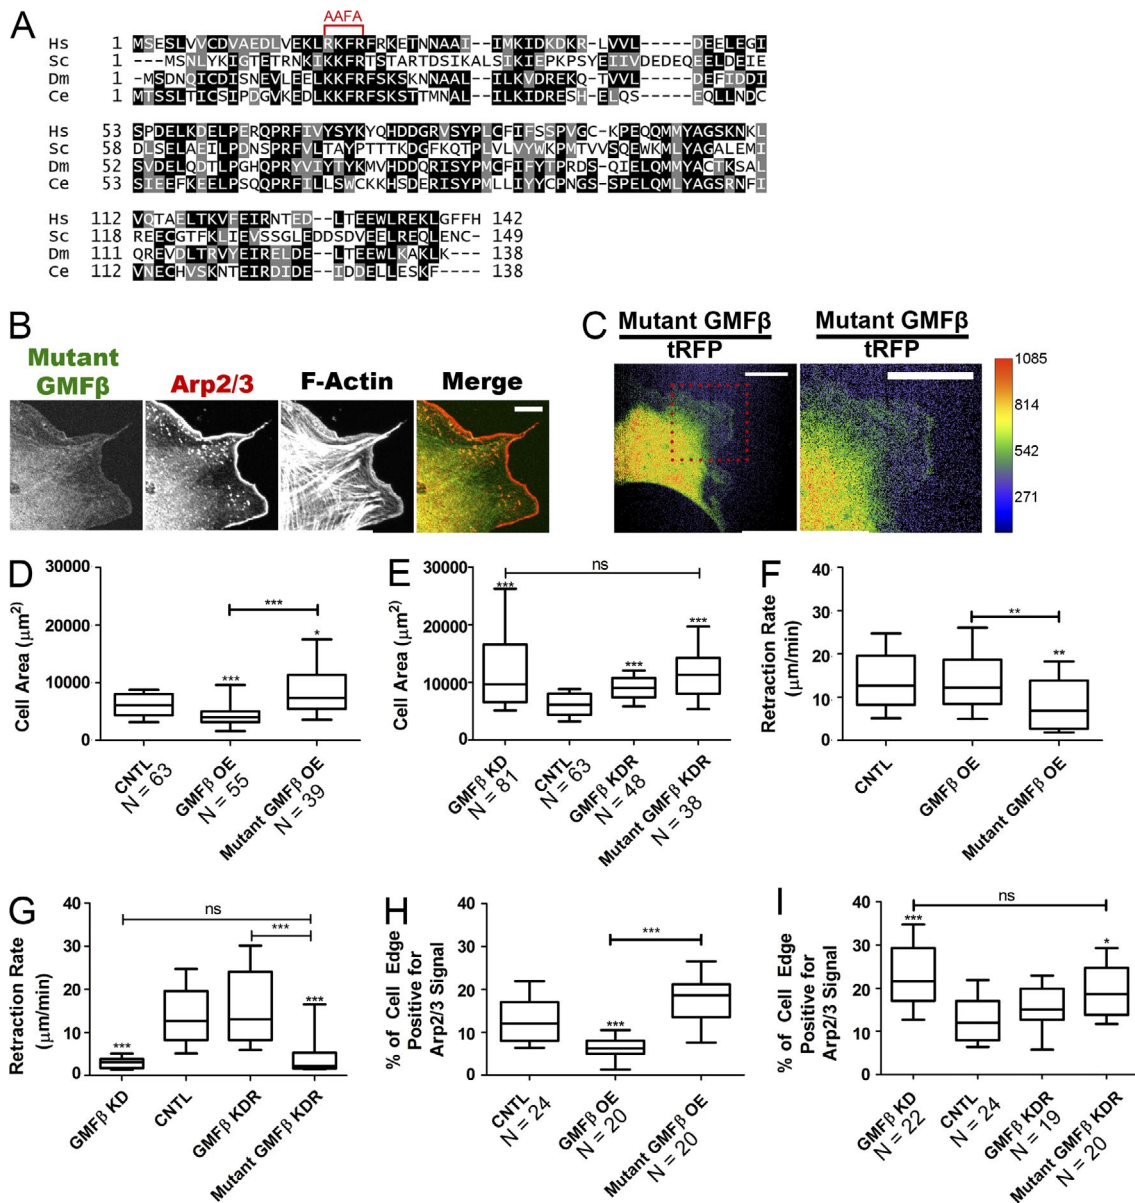 A
AAFA
Hs 1 MSESLVVCDVAEDLVEKLRKFRFRKETNNAAI--IMKIDKDKR-LVVL-----DEELEGI
Sc 1 ---MSNLYKIGTETRNKIKKFRTSTARTDSIKALSIKIEPKPSYEIIVDEDEQEELDEIE
Dm 1 -MSDNQICDISNEVLEELKKFRFSKSKNNAAL--ILKVDREKQ-TVVL-----DEFIDDI
Ce 1 MTSSLTICSIPDGVKEDLKKFRFSKSTTMNAL--ILKIDRESH-ELQS-----EQLLNDC
Hs 53 SPDELKDELPERQPRFIVYSYKYQHDDGRVSYPLCFIFSSPVGC-KPEQQMMYAGSKNKL
Sc 58 DLSELAEILPDNSPRFVLTAYPTTTKDGFKQTPLVLVYWKPMTVVSQEWKMLYAGALEMI
Dm 52 SVDELQDTLPGHQPRYVIYTYKMVHDDQRISYPMCFIFYTPRDS-QIELQMMYACTKSAL
Ce 53 SIEEFKEELPSQQPRFILLSWCKKHSDERISYPMLLIYYCPNGS-SPELQMLYAGSRNFI
Hs 112 VQTAELTKVFEIRNTED--LTEEWLREKLGFFH 142
Sc 118 REECGTFKLIEVSSGLEDDSDVEELREQLENC- 149
Dm 111 QREVDLTRVYEIRELDE--LTEEWLKAKLK---- 138
Ce 112 VNECHVSKNTEIRDIDE--IDDELLESKF---- 138
B
Mutant
GMFβ
Arp2/3
F-Actin
Merge
C
Mutant GMFβ
tRFP
Mutant GMFβ
tRFP
1085
814
542
271
D
Cell Area (μm²)
30000
20000
10000
0
***
***
*
CNTL
N = 63
GMFβ OE
N = 55
Mutant GMFβ OE
N = 39
E
Cell Area (μm²)
30000
20000
10000
0
ns
***
***
***
GMFβ KD
N = 81
CNTL
N = 63
GMFβ KDR
N = 48
Mutant GMFβ KDR
N = 38
F
Retraction Rate
(μm/min)
40
30
20
10
0
**
**
CNTL
GMFβ OE
Mutant GMFβ OE
G
Retraction Rate
(μm/min)
40
30
20
10
0
ns
***
***
***
GMFβ KD
CNTL
GMFβ KDR
Mutant GMFβ KDR
H
% of Cell Edge
Positive for
Arp2/3 Signal
40
30
20
10
0
***
***
CNTL
N = 24
GMFβ OE
N = 20
Mutant GMFβ OE
N = 20
I
% of Cell Edge
Positive for
Arp2/3 Signal
40
30
20
10
0
ns
***
*
GMFβ KD
N = 22
CNTL
N = 24
GMFβ KDR
N = 19
Mutant GMFβ KDR
N = 20